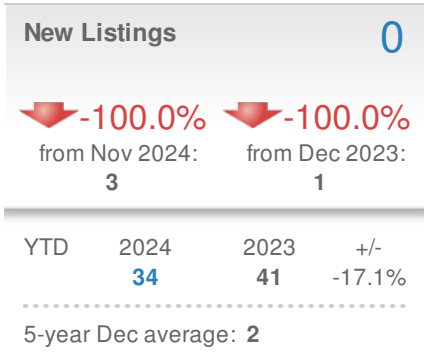 New Listings 0
-100.0% -100.0%
from Nov 2024: from Dec 2023:
3 1
YTD 2024 2023 +/-
34 41 -17.1%
5-year Dec average: 2